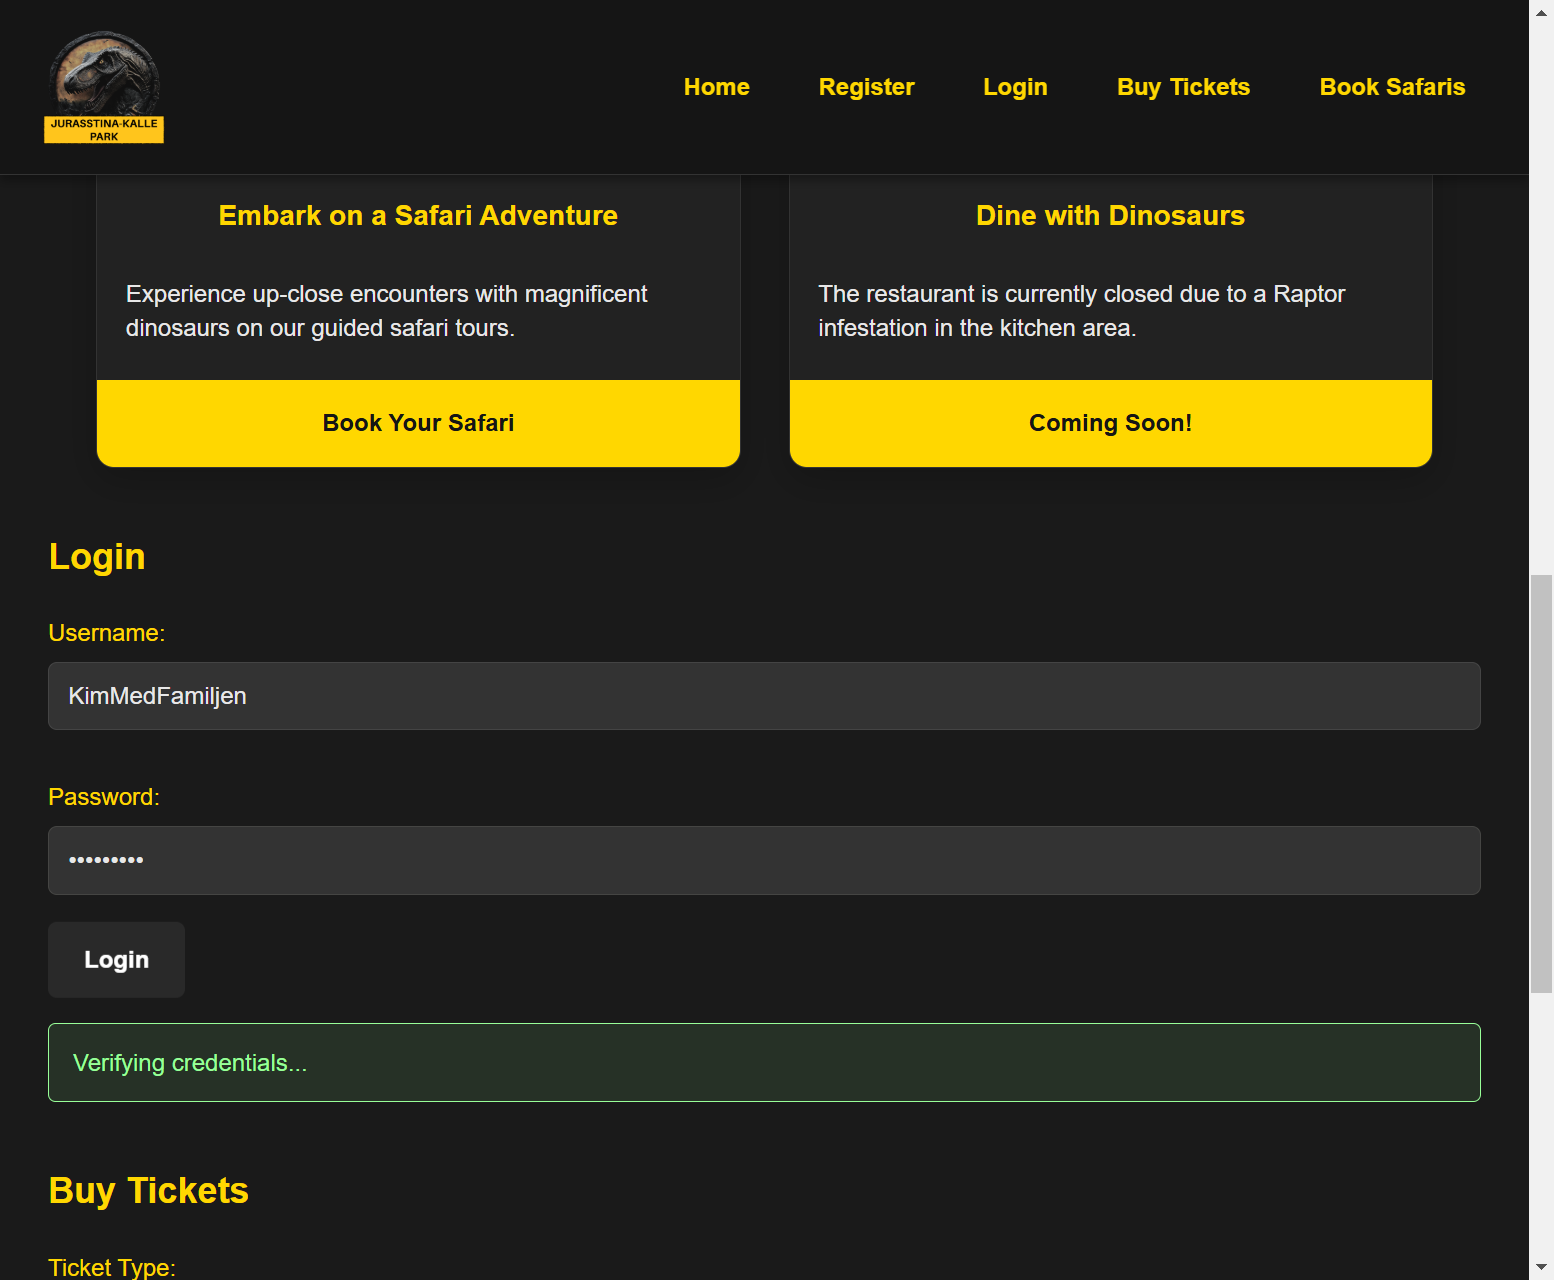 JURASSTINA-KALLE
PARK
Home
Register
Login
Buy Tickets
Book Safaris
Embark on a Safari Adventure
Experience up-close encounters with magnificent
dinosaurs on our guided safari tours.
Book Your Safari
Dine with Dinosaurs
The restaurant is currently closed due to a Raptor
infestation in the kitchen area.
Coming Soon!
Login
Username:
KimMedFamiljen
Password:
•••••••••
Login
Verifying credentials...
Buy Tickets
Ticket Type: